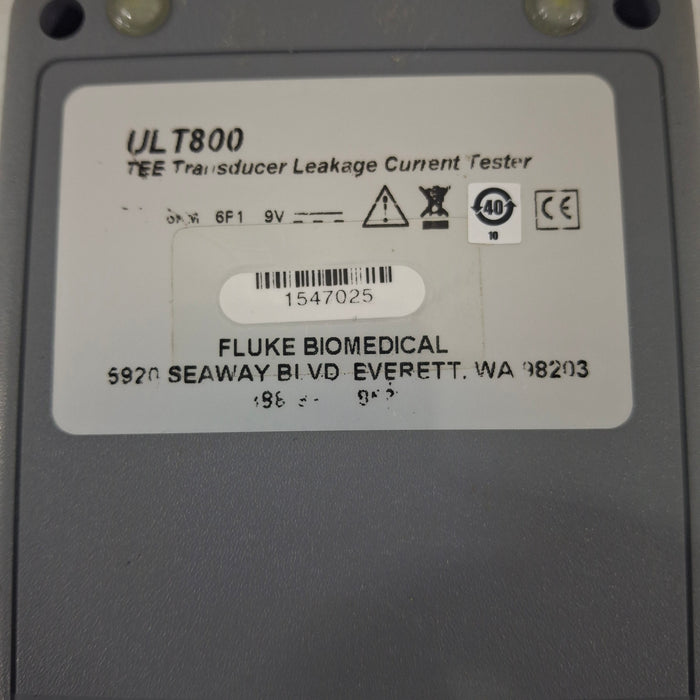 ULT800
TEE Transducer Leakage Current Tester
6F1 9V
40
10
CE
1547025
FLUKE BIOMEDICAL
5920 SEAWAY BLVD EVERETT, WA 98203